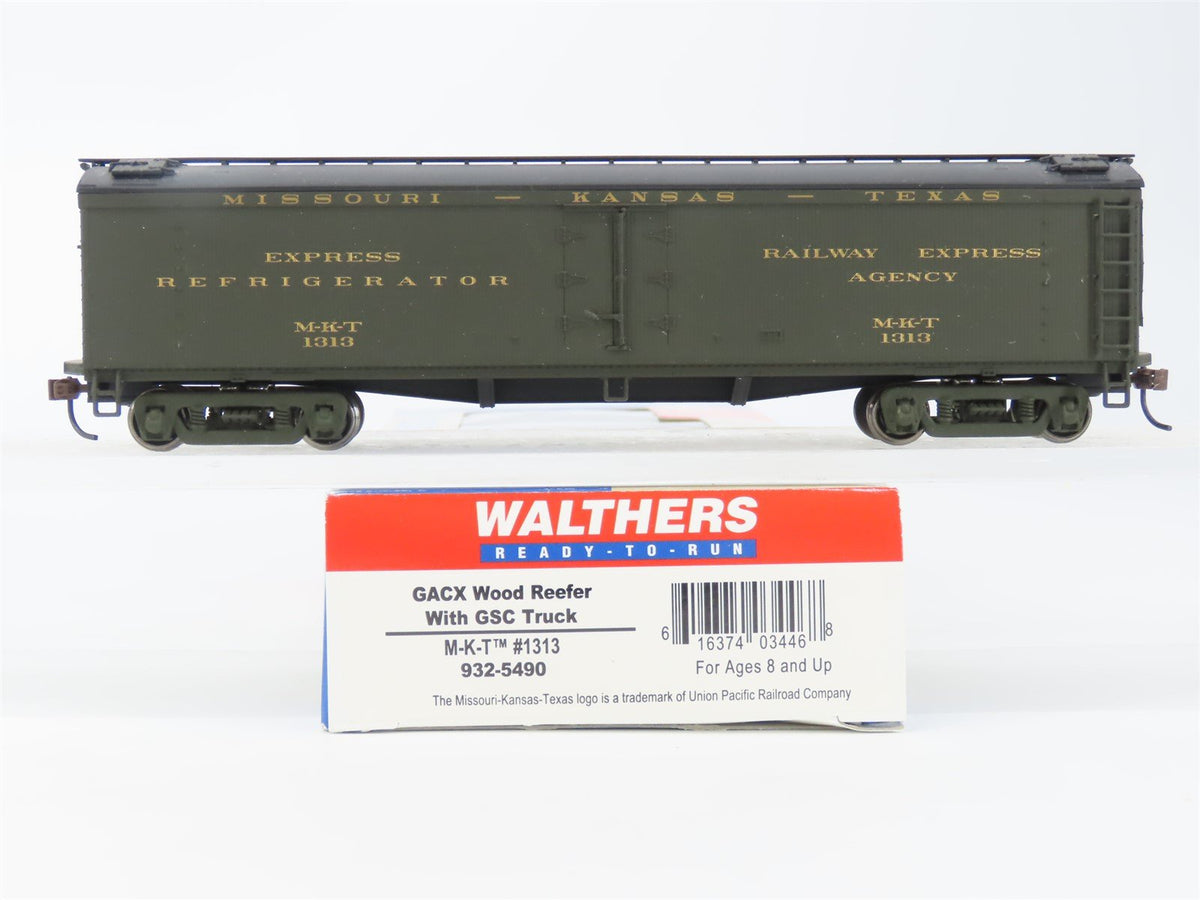 MISSOURI — KANSAS — TEXAS
EXPRESS
REFRIGERATOR
M-K-T
1313
RAILWAY EXPRESS
AGENCY
M-K-T
1313
WALTHERS
READY-TO-RUN
GACX Wood Reefer
With GSC Truck
M-K-T™ #1313
932-5490
6 16374 03446 8
For Ages 8 and Up
The Missouri-Kansas-Texas logo is a trademark of Union Pacific Railroad Company